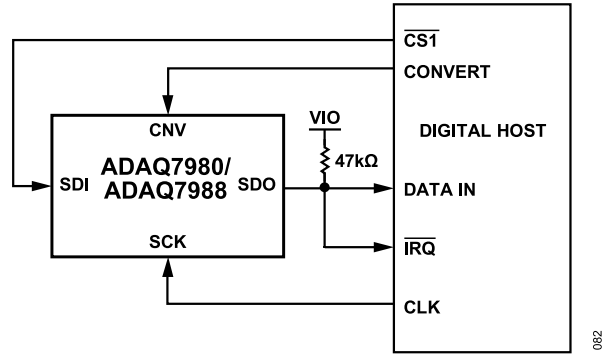 CS1
CONVERT
VIO
CNV
DIGITAL HOST
47kΩ
ADAQ7980/
ADAQ7988
SDI
SDO
DATA IN
SCK
IRQ
CLK
082